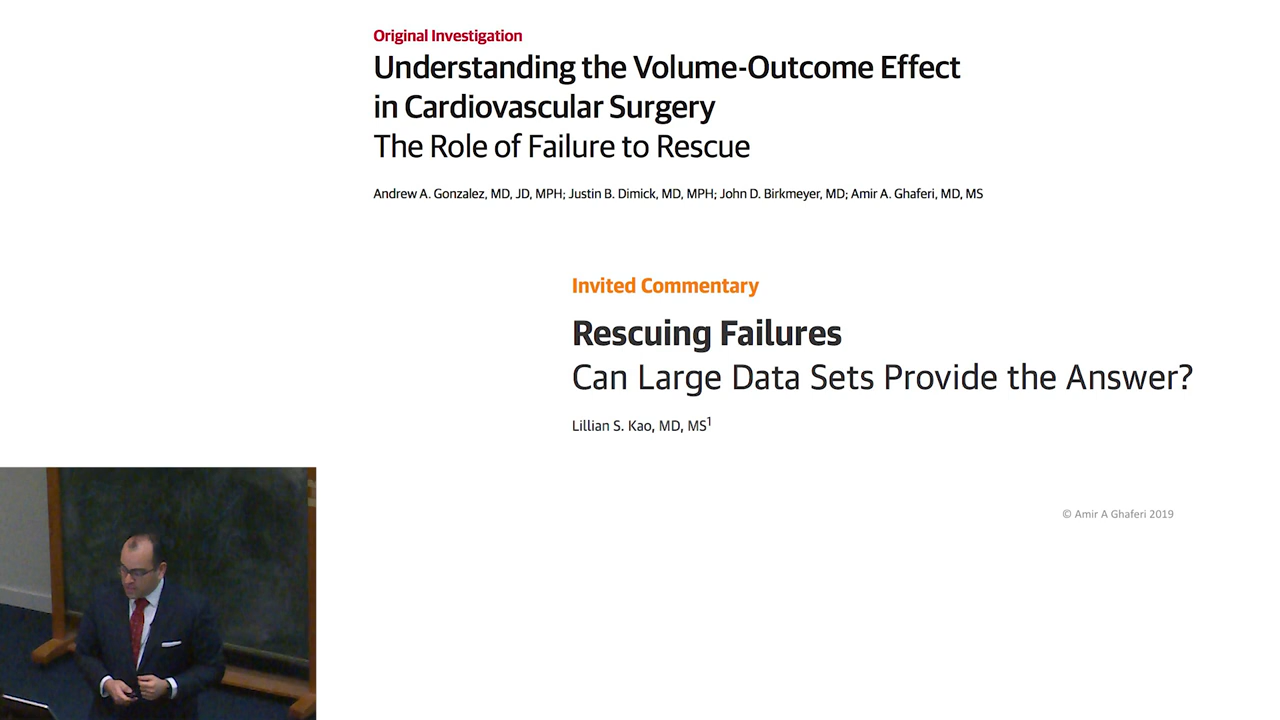 Original Investigation
Understanding the Volume-Outcome Effect
in Cardiovascular Surgery
The Role of Failure to Rescue
Andrew A. Gonzalez, MD, JD, MPH; Justin B. Dimick, MD, MPH; John D. Birkmeyer, MD; Amir A. Ghaferi, MD, MS
Invited Commentary
Rescuing Failures
Can Large Data Sets Provide the Answer?
Lillian S. Kao, MD, MS1
© Amir A Ghaferi 2019